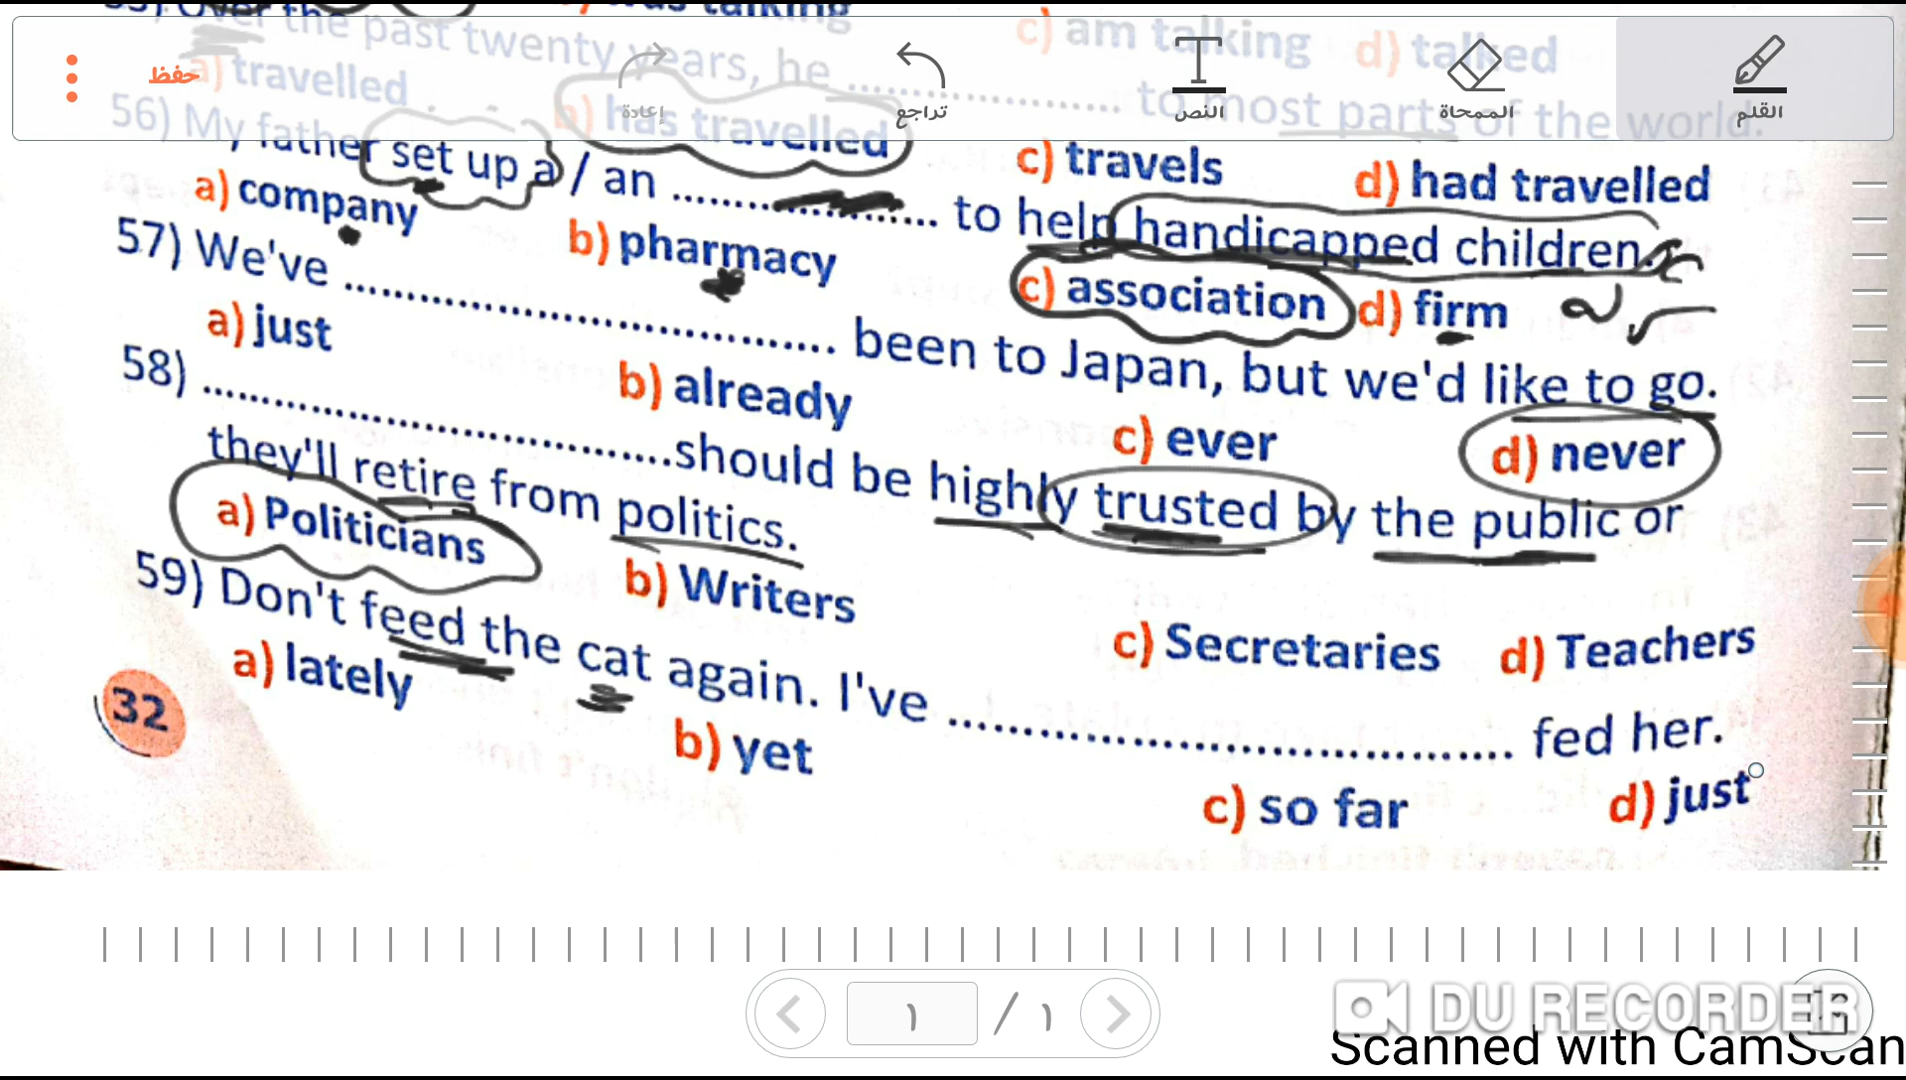 55) Over the past twenty years, he .................... to most parts of the world.
c) am talking d) talked
a) travelled b) has travelled c) travels d) had travelled
56) My father set up a / an .................... to help handicapped children.
a) company b) pharmacy c) association d) firm
57) We've .................... been to Japan, but we'd like to go.
a) just b) already c) ever d) never
58) .................... should be highly trusted by the public or
they'll retire from politics.
a) Politicians b) Writers c) Secretaries d) Teachers
59) Don't feed the cat again. I've .................... fed her.
a) lately b) yet c) so far d) just
32
حفظ
إعادة
تراجع
النص
الممحاة
القلم
١ / ١
DU RECORDER
Scanned with CamScan